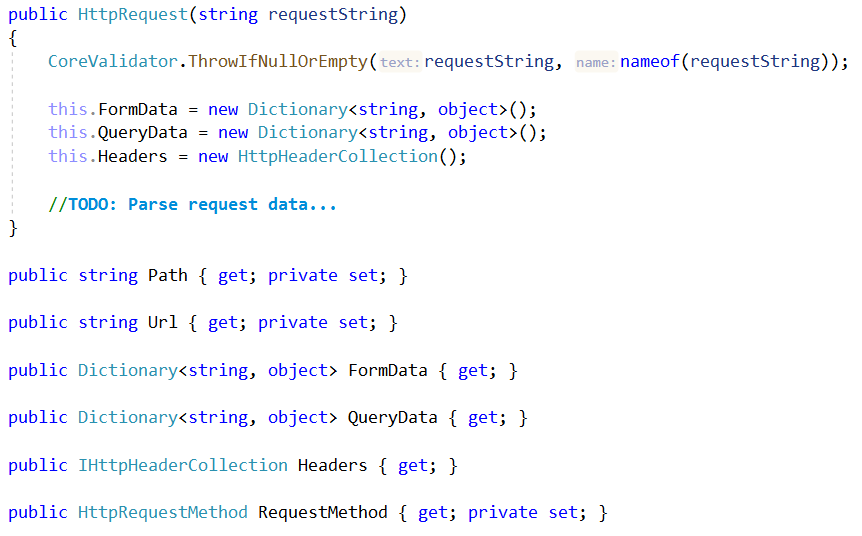 public HttpRequest(string requestString)
{
    CoreValidator.ThrowIfNullOrEmpty(text: requestString, name: nameof(requestString));
    this.FormData = new Dictionary<string, object>();
    this.QueryData = new Dictionary<string, object>();
    this.Headers = new HttpHeaderCollection();
    //TODO: Parse request data...
}
public string Path { get; private set; }
public string Url { get; private set; }
public Dictionary<string, object> FormData { get; }
public Dictionary<string, object> QueryData { get; }
public IHttpHeaderCollection Headers { get; }
public HttpRequestMethod RequestMethod { get; private set; }